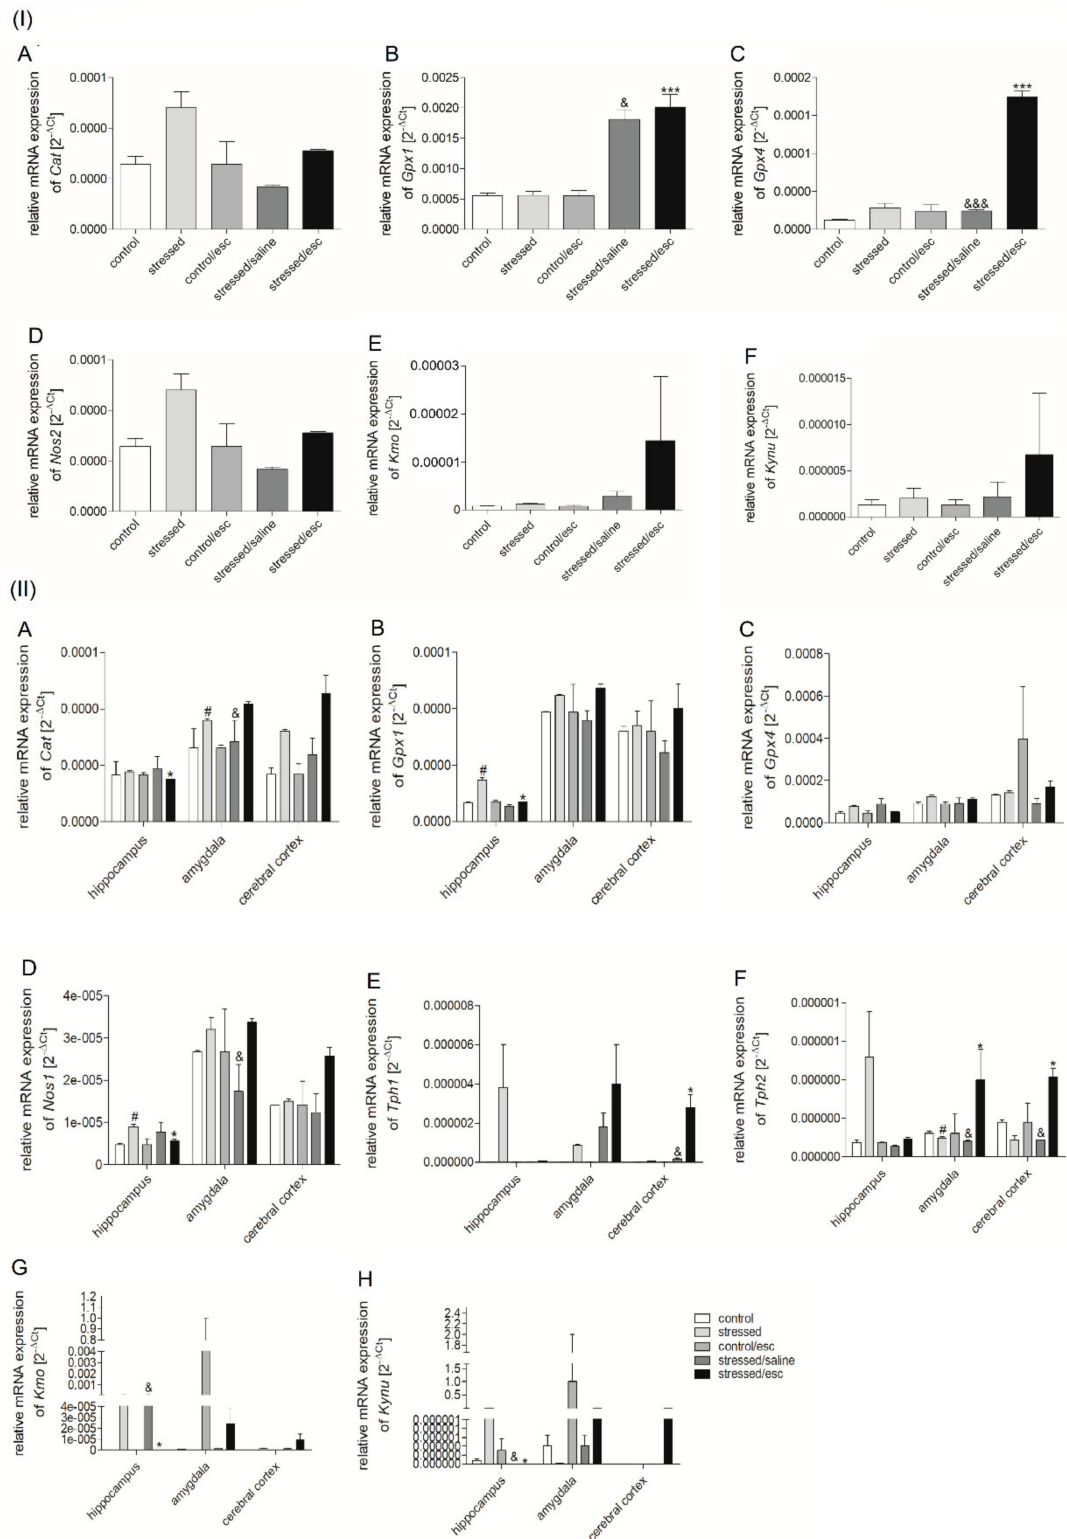 (I)
A
relative mRNA expression
of Cat [2^-ΔCt]
0.0001
0.0000
0.0000
0.0000
control
stressed
control/esc
stressed/saline
stressed/esc
B
relative mRNA expression
of Gpx1 [2^-ΔCt]
0.0025
0.0020
0.0015
0.0010
0.0005
0.0000
&
***
control
stressed
control/esc
stressed/saline
stressed/esc
C
relative mRNA expression
of Gpx4 [2^-ΔCt]
0.0002
0.0001
0.0001
0.0000
0.0000
&&&
***
control
stressed
control/esc
stressed/saline
stressed/esc
D
relative mRNA expression
of Nos2 [2^-ΔCt]
0.0001
0.0000
0.0000
0.0000
control
stressed
control/esc
stressed/saline
stressed/esc
E
relative mRNA expression
of Kmo [2^-ΔCt]
0.00003
0.00002
0.00001
0
control
stressed
control/esc
stressed/saline
stressed/esc
F
relative mRNA expression
of Kynu [2^-ΔCt]
0.000015
0.000010
0.000005
0.000000
control
stressed
control/esc
stressed/saline
stressed/esc
(II)
A
relative mRNA expression
of Cat [2^-ΔCt]
0.0001
0.0000
0.0000
0.0000
*
#
&
hippocampus
amygdala
cerebral cortex
B
relative mRNA expression
of Gpx1 [2^-ΔCt]
0.0001
0.0000
0.0000
0.0000
#
*
hippocampus
amygdala
cerebral cortex
C
relative mRNA expression
of Gpx4 [2^-ΔCt]
0.0008
0.0006
0.0004
0.0002
0.0000
hippocampus
amygdala
cerebral cortex
D
relative mRNA expression
of Nos1 [2^-ΔCt]
4e-005
3e-005
2e-005
1e-005
0
#
*
&
hippocampus
amygdala
cerebral cortex
E
relative mRNA expression
of Tph1 [2^-ΔCt]
0.000008
0.000006
0.000004
0.000002
0.000000
&
*
hippocampus
amygdala
cerebral cortex
F
relative mRNA expression
of Tph2 [2^-ΔCt]
0.000001
0.000001
0.000000
0.000000
0.000000
#
&
*
&
*
hippocampus
amygdala
cerebral cortex
G
relative mRNA expression
of Kmo [2^-ΔCt]
1.2
1.1
1.0
0.9
0.8
0.004
0.003
0.002
0.001
4e-005
3e-005
2e-005
1e-005
0
&
*
hippocampus
amygdala
cerebral cortex
H
relative mRNA expression
of Kynu [2^-ΔCt]
2.4
2.2
2.0
1.8
1.6
1.5
1.0
0.5
0.000001
0.000001
0.000000
0.000000
0.000000
0.000000
&
*
hippocampus
amygdala
cerebral cortex
control
stressed
control/esc
stressed/saline
stressed/esc